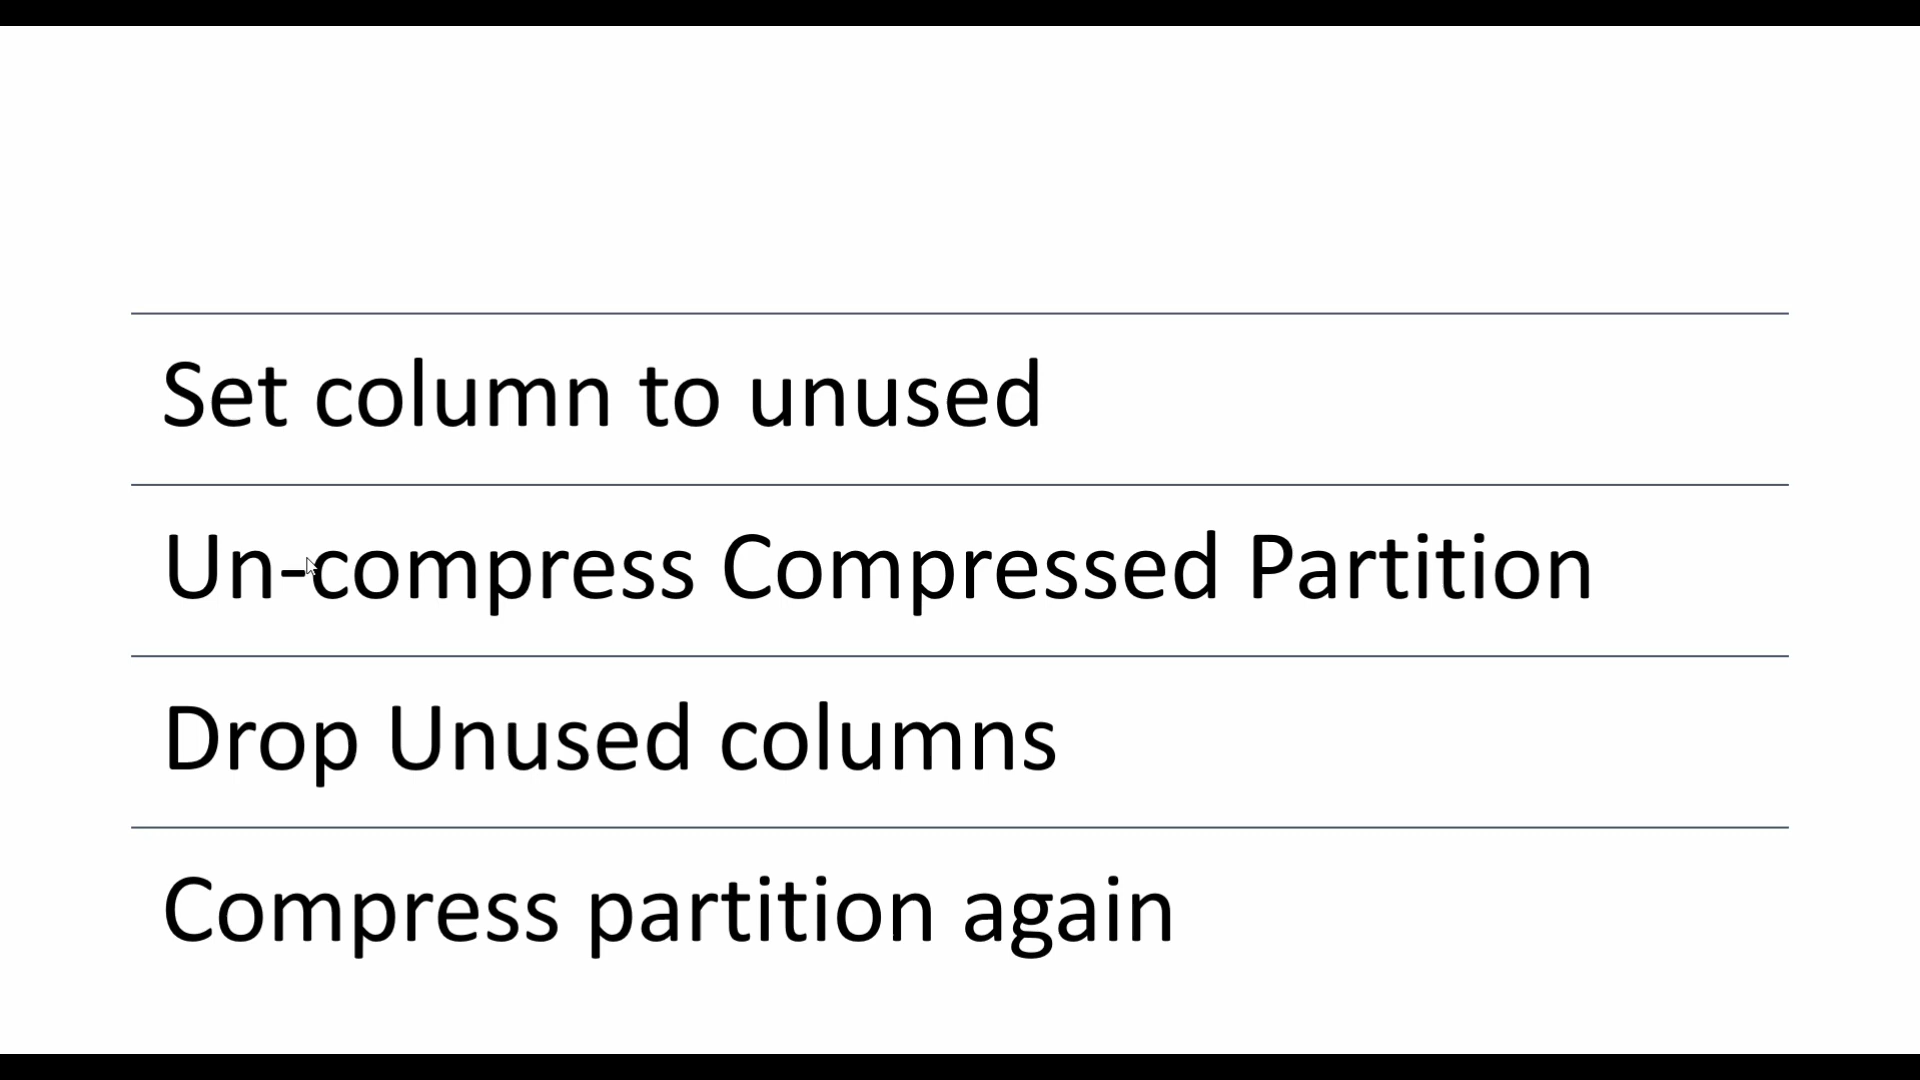 Set column to unused
Un-compress Compressed Partition
Drop Unused columns
Compress partition again